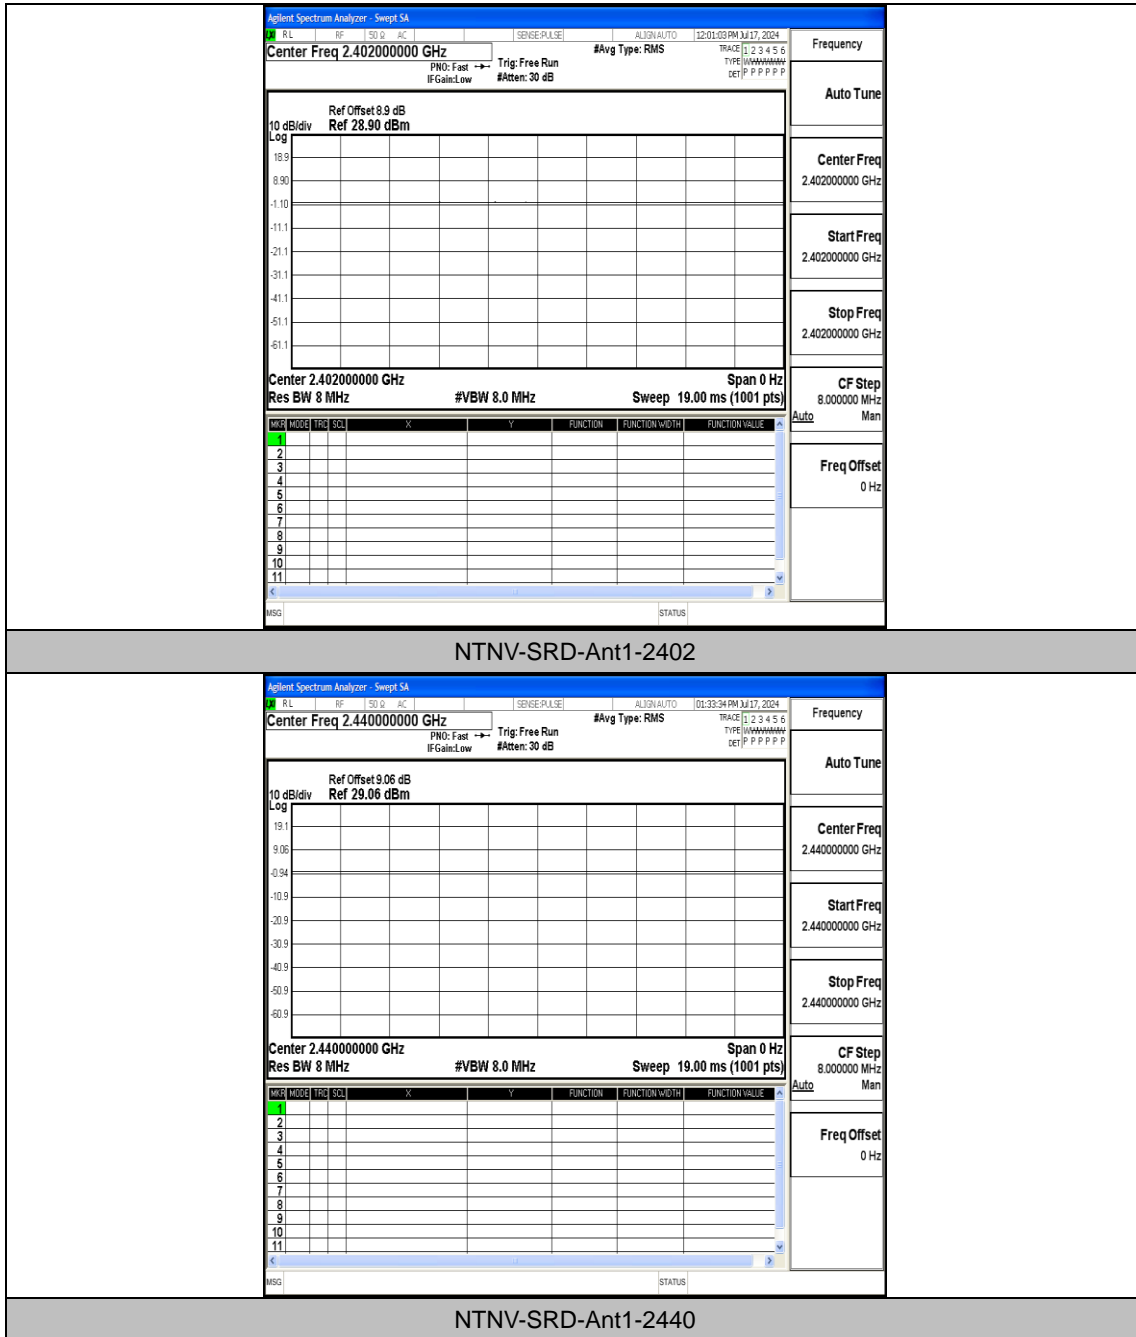 Agilent Spectrum Analyzer - Swept SA
RL RF 50 Ω AC SENSE:PULSE ALIGN AUTO 12:01:03 PM Jul 17, 2024
Center Freq 2.402000000 GHz
#Avg Type: RMS
TRACE 1 2 3 4 5 6
TYPE
DET P P P P P P
PNO: Fast
IFGain:Low
Trig: Free Run
#Atten: 30 dB
Ref Offset 8.9 dB
10 dB/div Ref 28.90 dBm
Log
18.9
8.90
-1.10
-11.1
-21.1
-31.1
-41.1
-51.1
-61.1
Center 2.402000000 GHz Span 0 Hz
Res BW 8 MHz #VBW 8.0 MHz Sweep 19.00 ms (1001 pts)
MKR MODE TRC SCL X Y FUNCTION FUNCTION WIDTH FUNCTION VALUE
1
2
3
4
5
6
7
8
9
10
11
MSG STATUS
Frequency
Auto Tune
Center Freq
2.402000000 GHz
Start Freq
2.402000000 GHz
Stop Freq
2.402000000 GHz
CF Step
8.000000 MHz
Auto Man
Freq Offset
0 Hz
NTNV-SRD-Ant1-2402
Agilent Spectrum Analyzer - Swept SA
RL RF 50 Ω AC SENSE:PULSE ALIGN AUTO 01:33:34 PM Jul 17, 2024
Center Freq 2.440000000 GHz
#Avg Type: RMS
TRACE 1 2 3 4 5 6
TYPE
DET P P P P P P
PNO: Fast
IFGain:Low
Trig: Free Run
#Atten: 30 dB
Ref Offset 9.06 dB
10 dB/div Ref 29.06 dBm
Log
19.1
9.06
-0.94
-10.9
-20.9
-30.9
-40.9
-50.9
-60.9
Center 2.440000000 GHz Span 0 Hz
Res BW 8 MHz #VBW 8.0 MHz Sweep 19.00 ms (1001 pts)
MKR MODE TRC SCL X Y FUNCTION FUNCTION WIDTH FUNCTION VALUE
1
2
3
4
5
6
7
8
9
10
11
MSG STATUS
Frequency
Auto Tune
Center Freq
2.440000000 GHz
Start Freq
2.440000000 GHz
Stop Freq
2.440000000 GHz
CF Step
8.000000 MHz
Auto Man
Freq Offset
0 Hz
NTNV-SRD-Ant1-2440